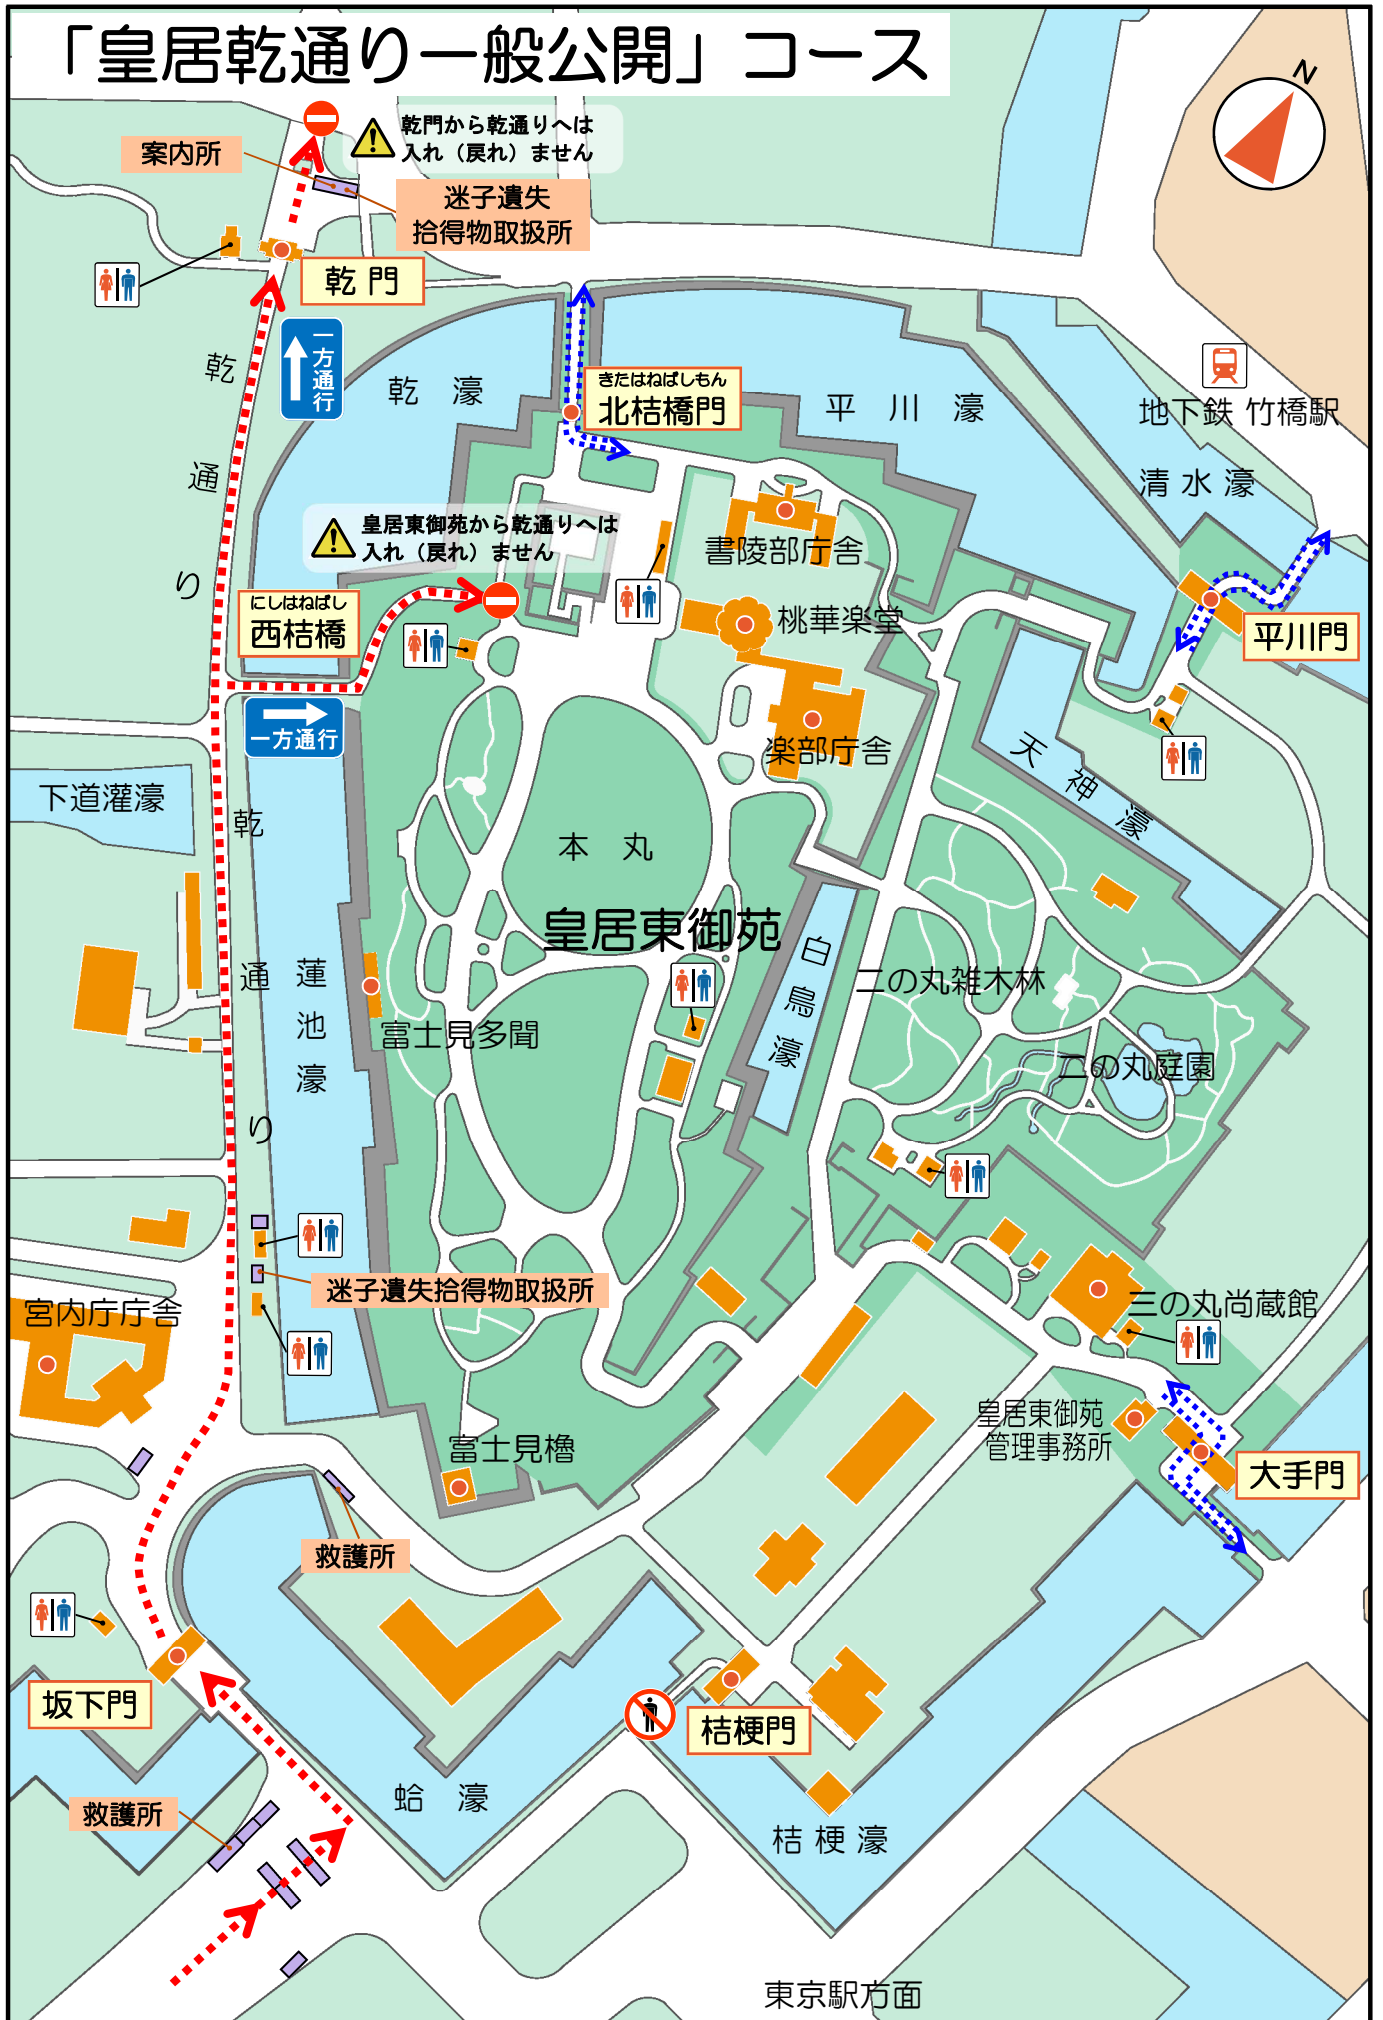 「皇居乾通り一般公開」コース
N
乾門から乾通りへは
入れ（戻れ）ません
案内所
迷子遺失
拾得物取扱所
乾門
一方通行
乾通り
乾濠
きたはねばしもん
北桔橋門
平川濠
地下鉄 竹橋駅
清水濠
皇居東御苑から乾通りへは
入れ（戻れ）ません
書陵部庁舎
にしはねばし
西桔橋
桃華楽堂
平川門
一方通行
楽部庁舎
天神濠
下道灌濠
乾通り
本丸
皇居東御苑
白鳥濠
二の丸雑木林
蓮池濠
富士見多聞
二の丸庭園
迷子遺失拾得物取扱所
宮内庁庁舎
三の丸尚蔵館
皇居東御苑
管理事務所
富士見櫓
大手門
救護所
坂下門
桔梗門
蛤濠
救護所
桔梗濠
東京駅方面